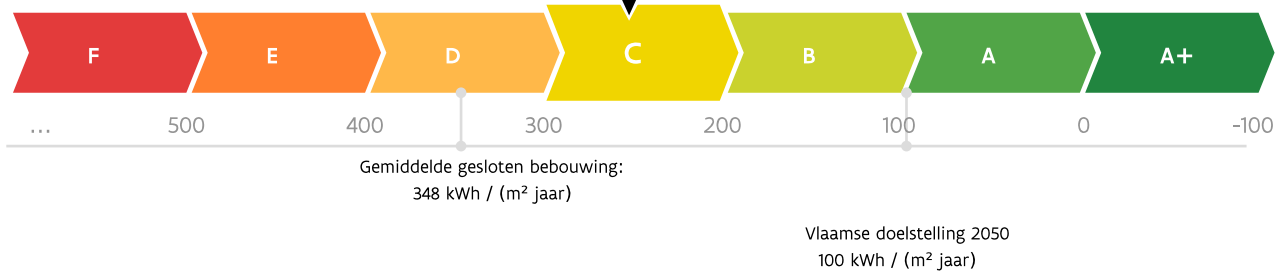 F E D C B A A+
... 500 400 300 200 100 0 -100
Gemiddelde gesloten bebouwing:
348 kWh / (m² jaar)
Vlaamse doelstelling 2050
100 kWh / (m² jaar)